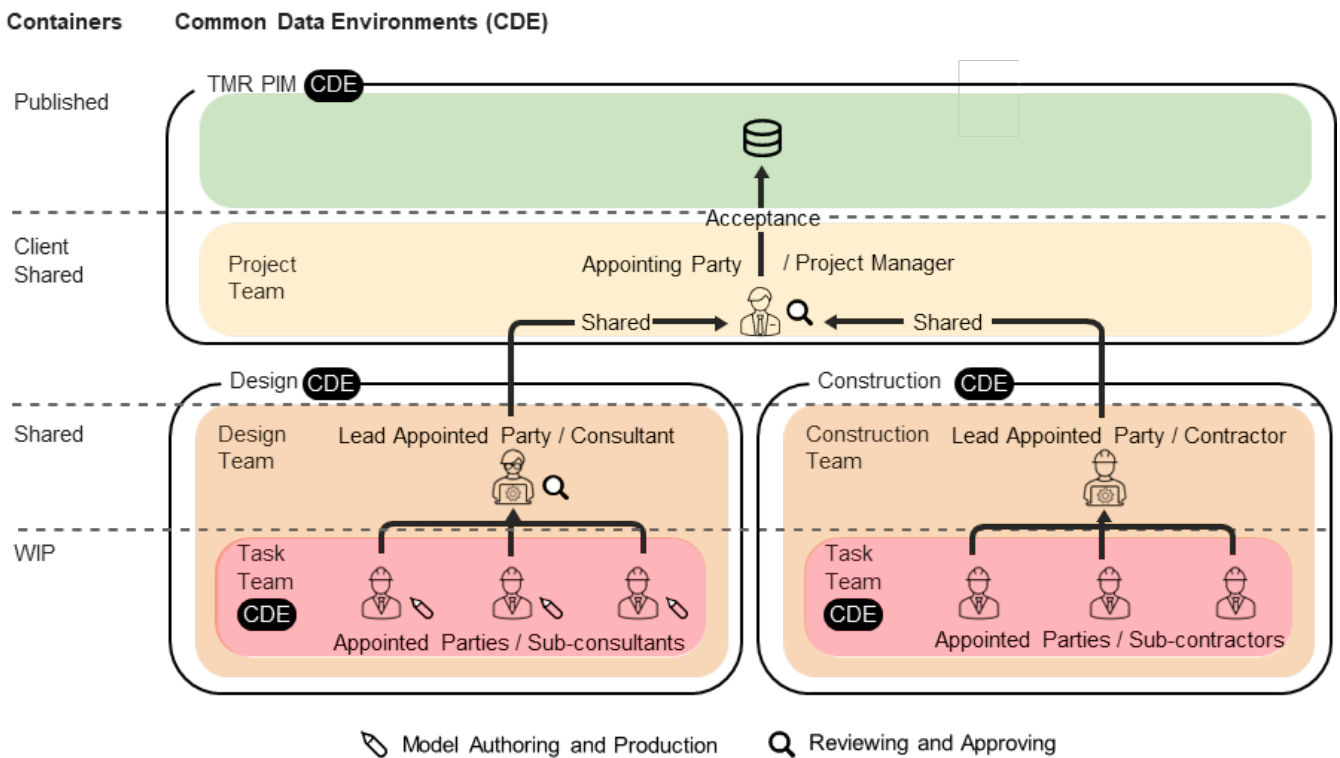 Containers
Common Data Environments (CDE)
Published
TMR PIM CDE
Acceptance
Client
Shared
Project
Team
Appointing Party / Project Manager
Shared
Shared
Design CDE
Construction CDE
Shared
Design
Team
Lead Appointed Party / Consultant
Construction
Team
Lead Appointed Party / Contractor
WIP
Task
Team
CDE
Appointed Parties / Sub-consultants
Task
Team
CDE
Appointed Parties / Sub-contractors
Model Authoring and Production
Reviewing and Approving